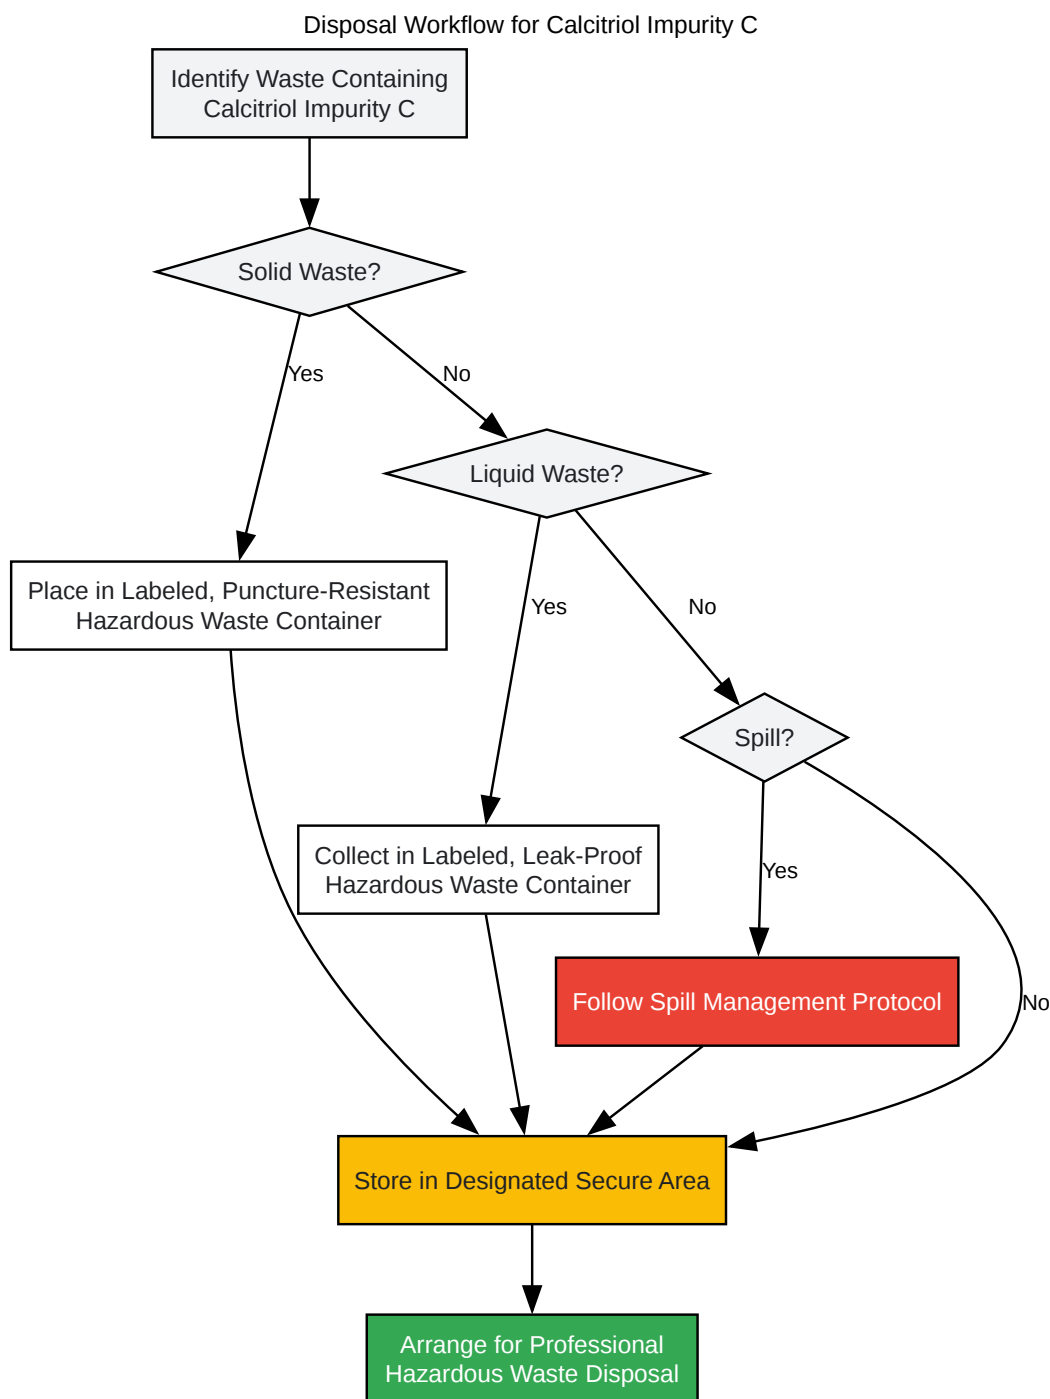 Disposal Workflow for Calcitriol Impurity C
Identify Waste Containing
Calcitriol Impurity C
Solid Waste?
Yes
No
Liquid Waste?
Place in Labeled, Puncture-Resistant
Hazardous Waste Container
Yes
No
Spill?
Collect in Labeled, Leak-Proof
Hazardous Waste Container
Yes
Follow Spill Management Protocol
No
Store in Designated Secure Area
Arrange for Professional
Hazardous Waste Disposal